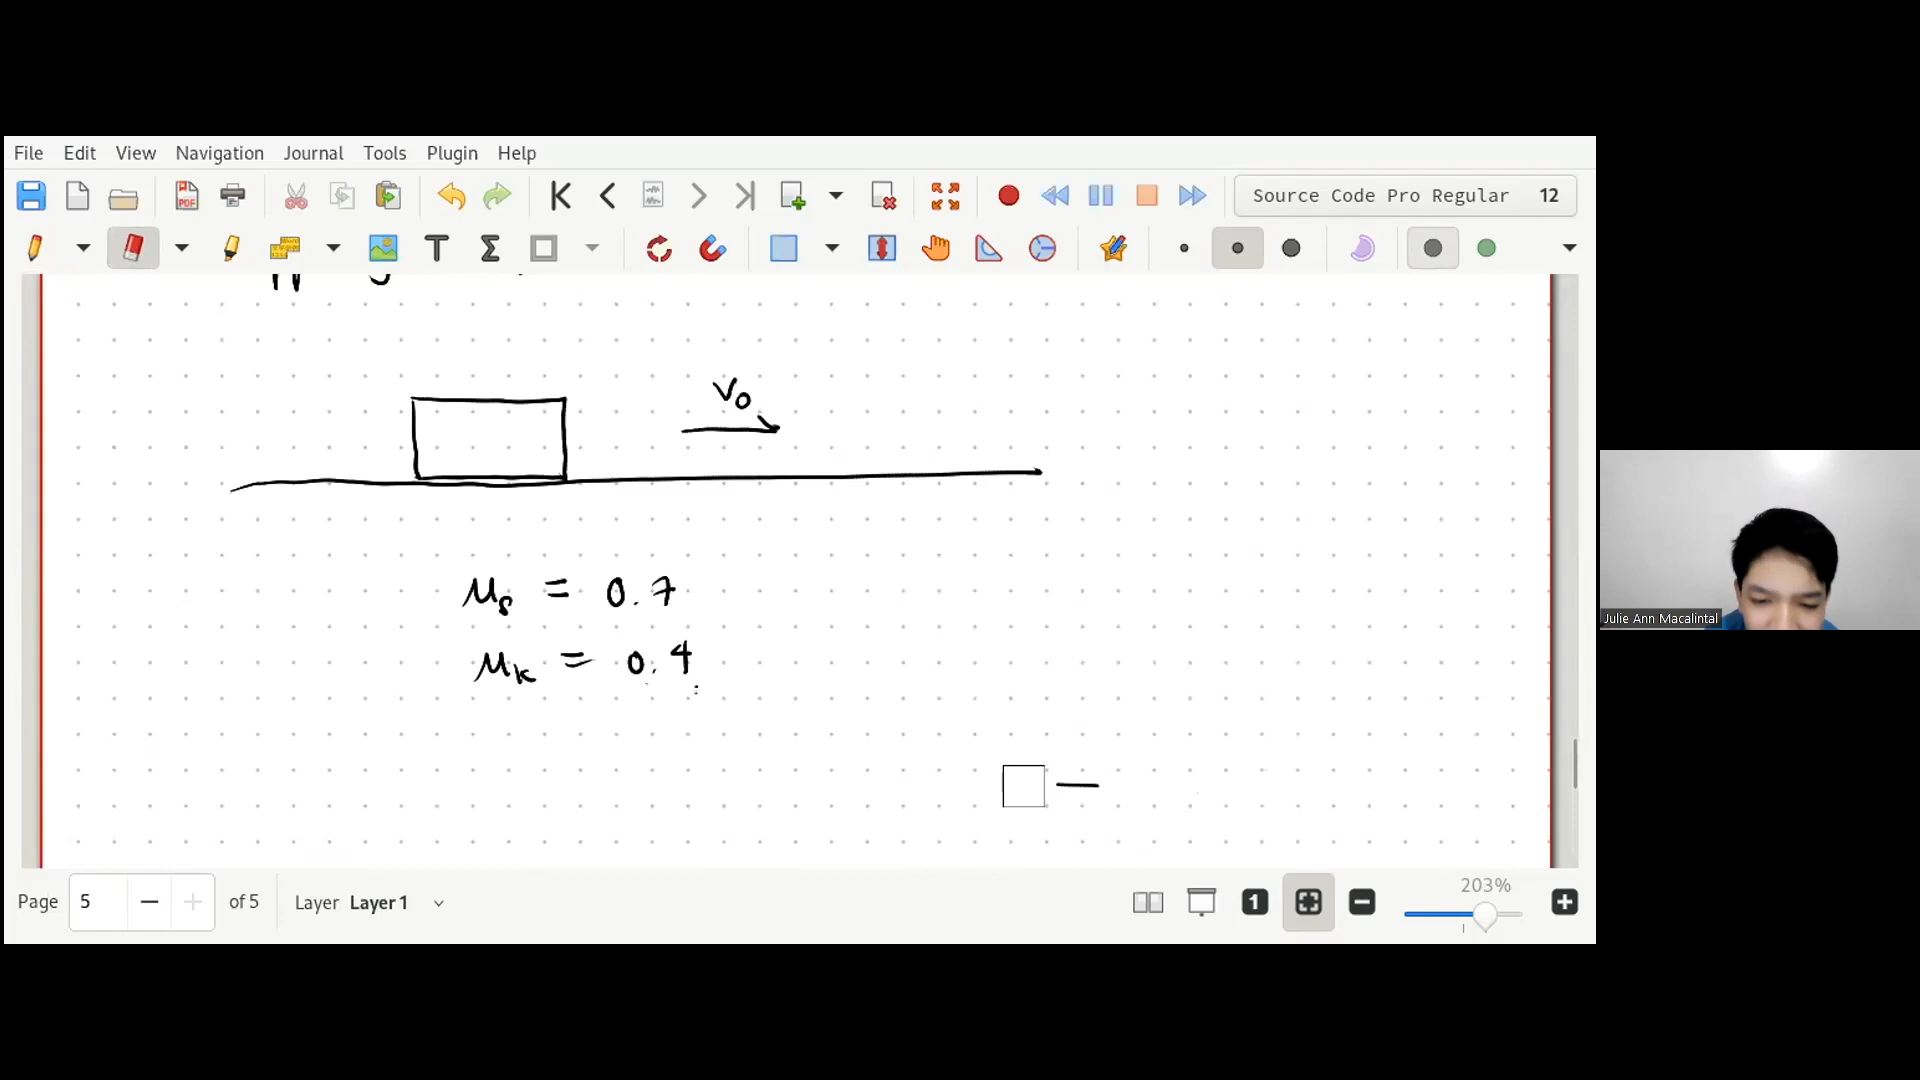 File Edit View Navigation Journal Tools Plugin Help
Source Code Pro Regular 12
V₀
μₛ = 0.7
μₖ = 0.4
Julie Ann Macalintal
Page 5 of 5 Layer Layer 1 1 203%